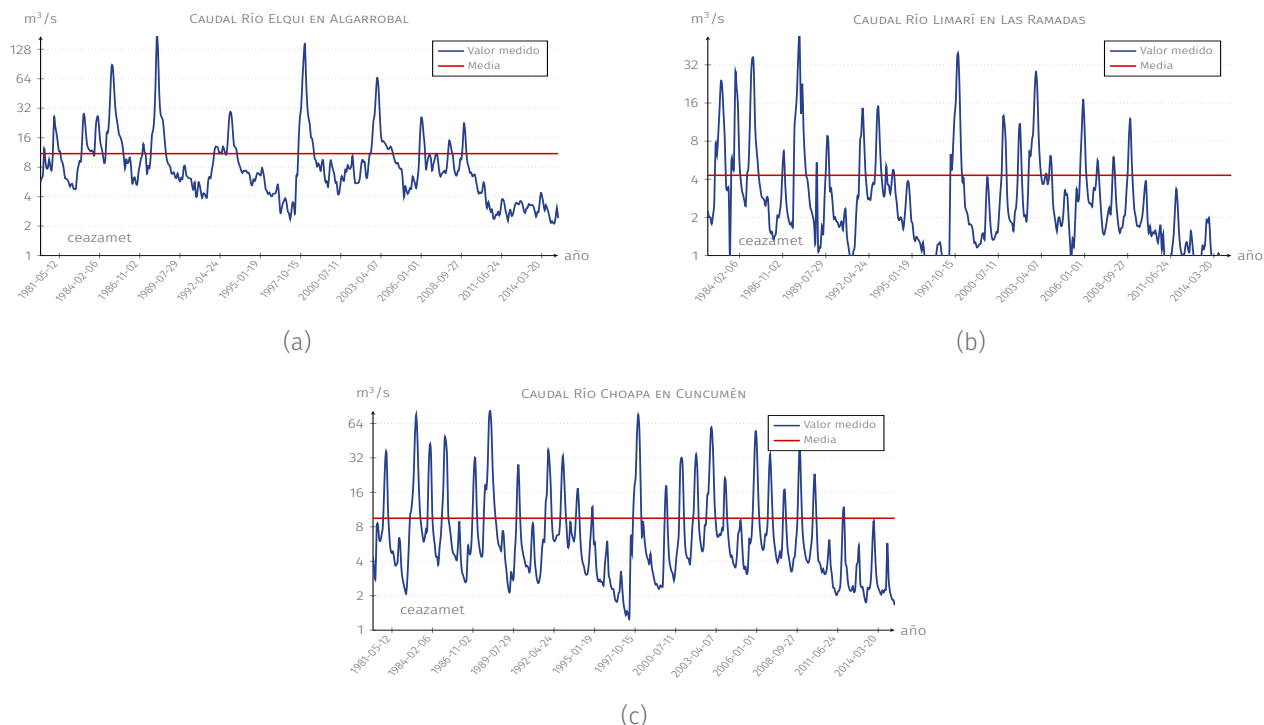 Caudal Río Elqui en Algarrobal
m³/s
Valor medido
Media
128
64
32
16
8
4
2
1
ceazamet
año
1981-05-12
1984-02-06
1986-11-02
1989-07-29
1992-04-24
1995-01-19
1997-10-15
2000-07-11
2003-04-07
2006-01-01
2008-09-27
2011-06-24
2014-03-20
(a)
Caudal Río Limarí en Las Ramadas
m³/s
Valor medido
Media
32
16
8
4
2
1
ceazamet
año
1984-02-06
1986-11-02
1989-07-29
1992-04-24
1995-01-19
1997-10-15
2000-07-11
2003-04-07
2006-01-01
2008-09-27
2011-06-24
2014-03-20
(b)
Caudal Río Choapa en Cuncumén
m³/s
Valor medido
Media
64
32
16
8
4
2
1
ceazamet
año
1981-05-12
1984-02-06
1986-11-02
1989-07-29
1992-04-24
1995-01-19
1997-10-15
2000-07-11
2003-04-07
2006-01-01
2008-09-27
2011-06-24
2014-03-20
(c)